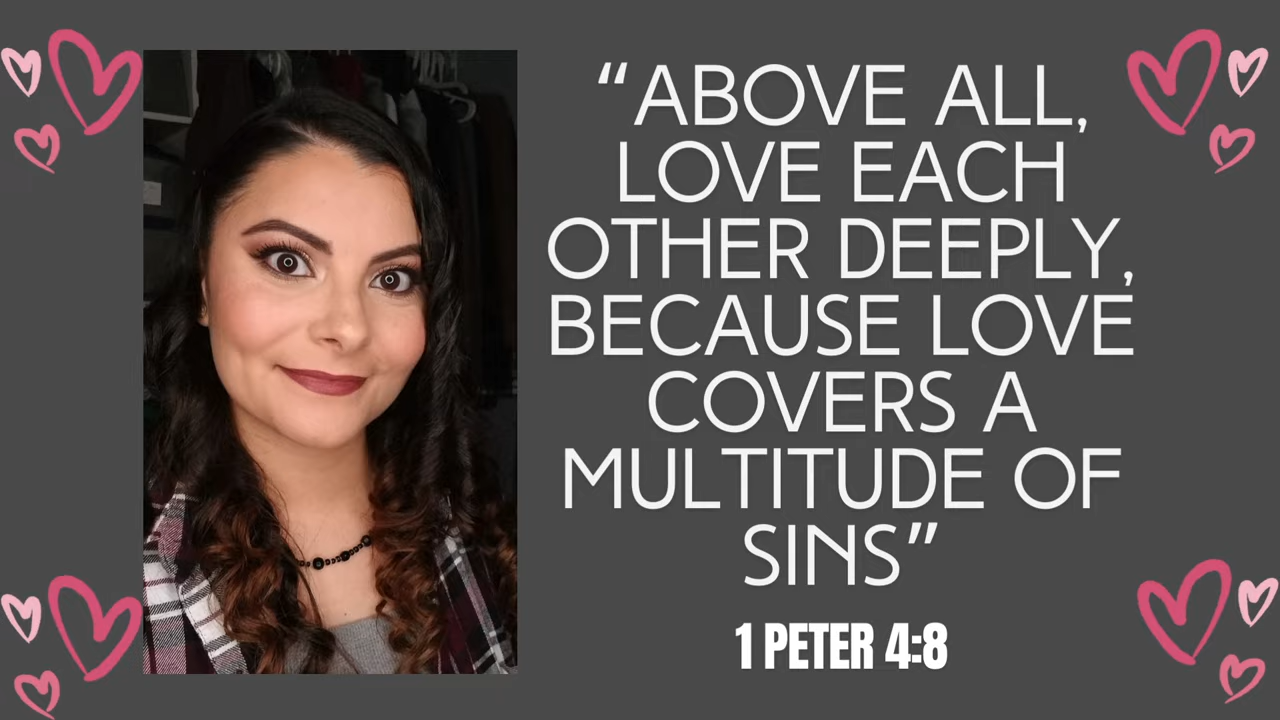 “ABOVE ALL,
LOVE EACH
OTHER DEEPLY,
BECAUSE LOVE
COVERS A
MULTITUDE OF
SINS”
1 PETER 4:8